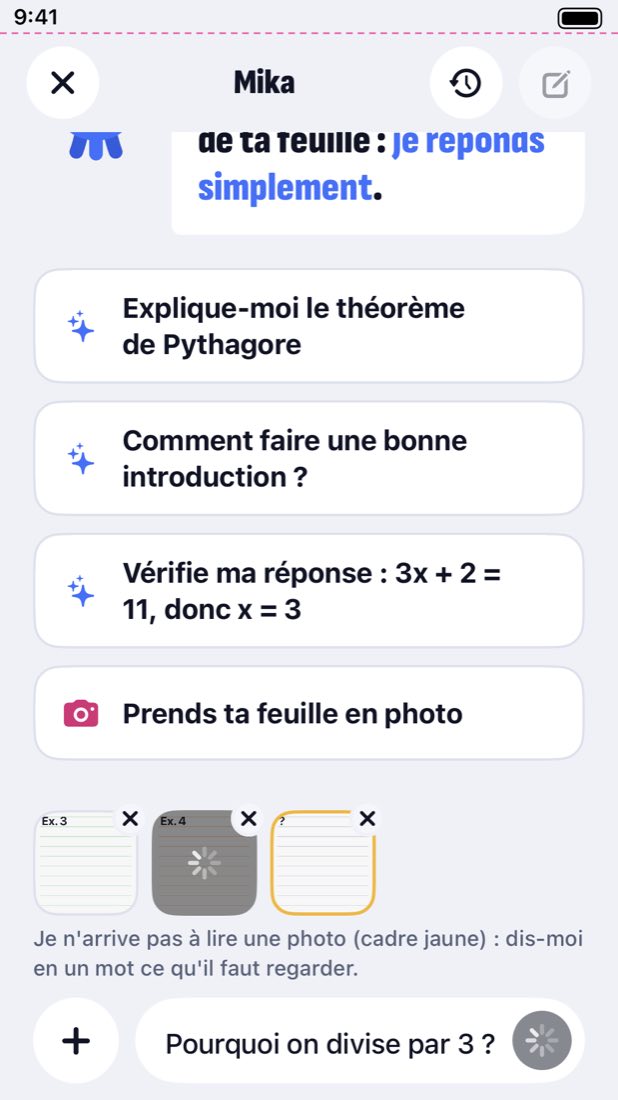 9:41
Mika
de ta feuille : je réponds
simplement.
Explique-moi le théorème
de Pythagore
Comment faire une bonne
introduction ?
Vérifie ma réponse : 3x + 2 =
11, donc x = 3
Prends ta feuille en photo
Ex. 3
Ex. 4
?
Je n'arrive pas à lire une photo (cadre jaune) : dis-moi
en un mot ce qu'il faut regarder.
Pourquoi on divise par 3 ?